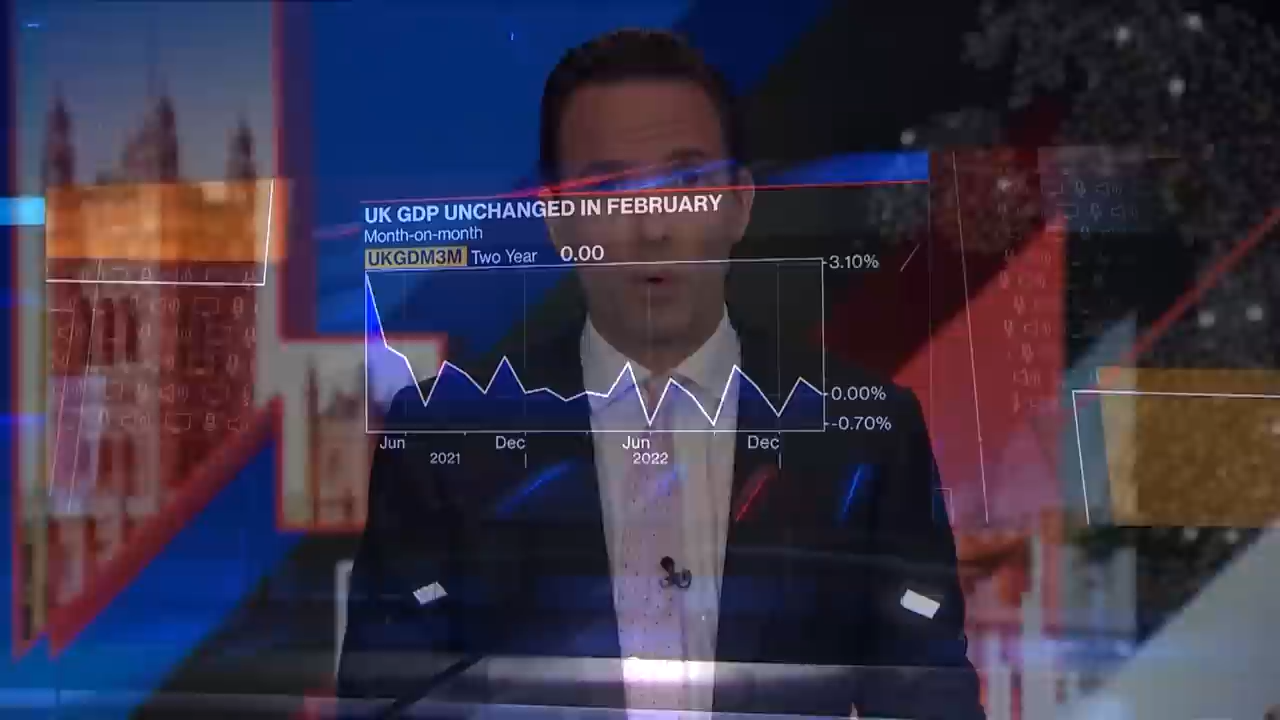 UK GDP UNCHANGED IN FEBRUARY
Month-on-month
UKGDM3M Two Year 0.00
3.10%
0.00%
-0.70%
Jun Dec Jun Dec
2021 2022